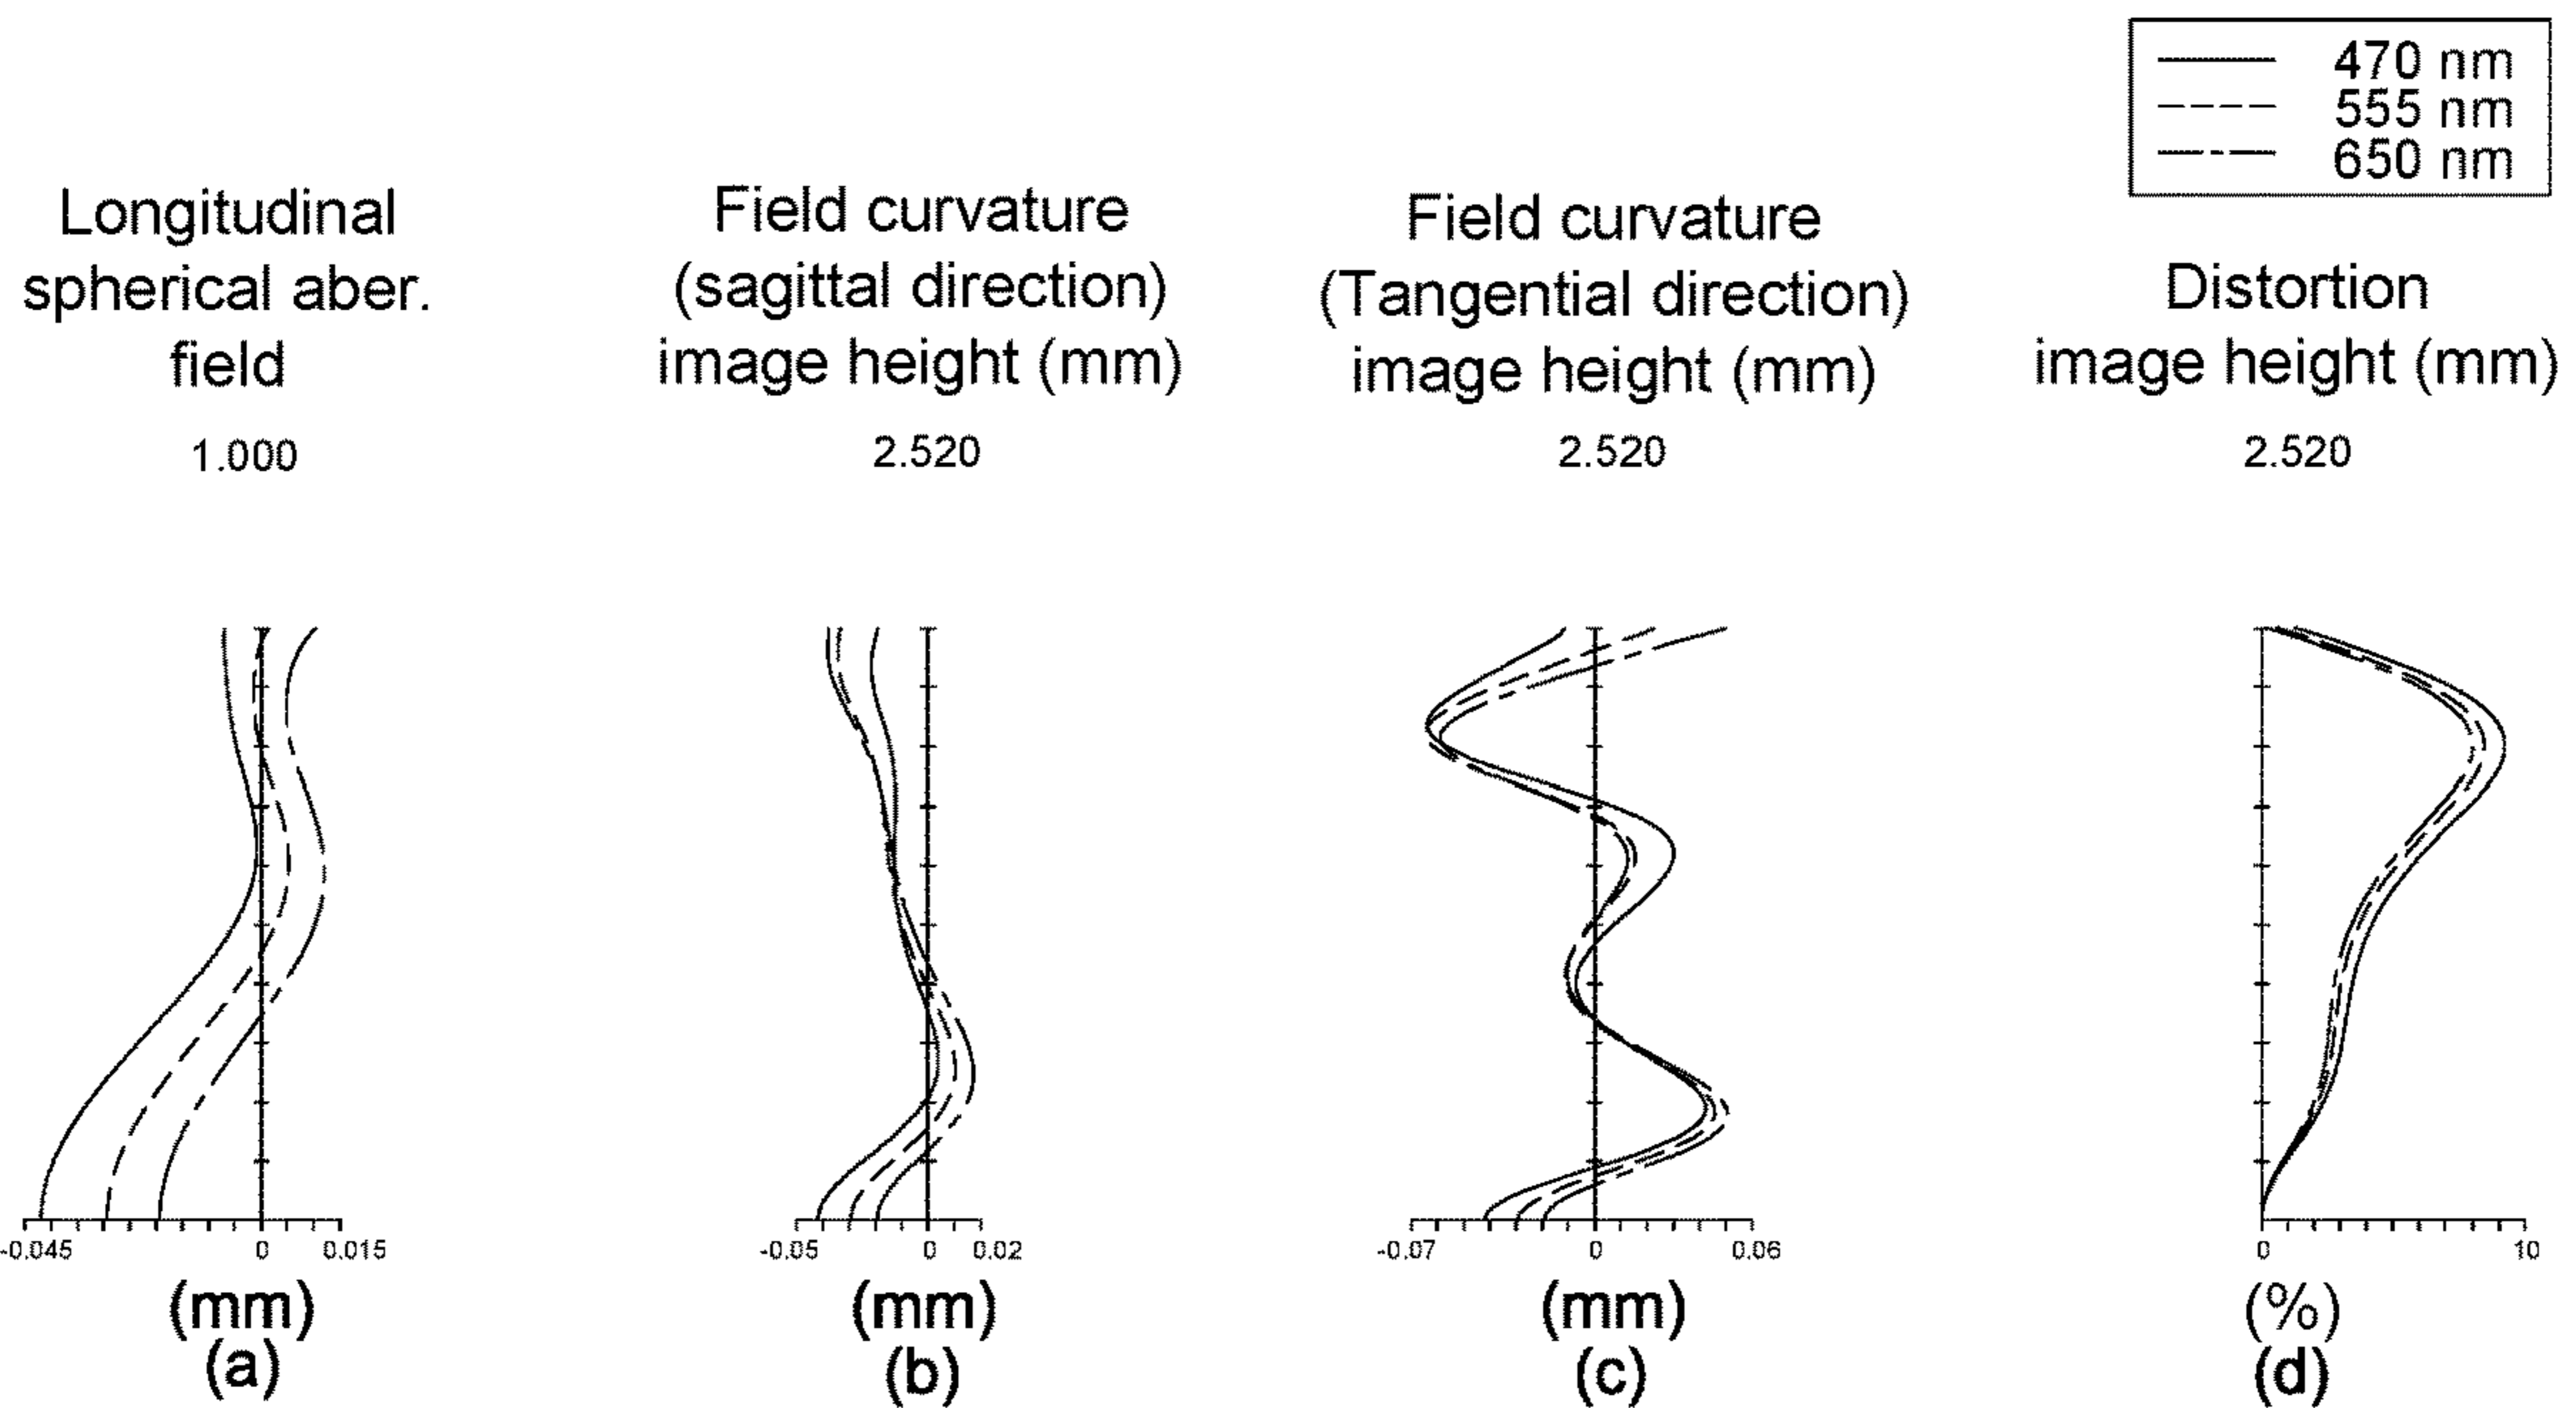 470 nm
555 nm
650 nm
Longitudinal
spherical aber.
field
1.000
Field curvature
(sagittal direction)
image height (mm)
2.520
Field curvature
(Tangential direction)
image height (mm)
2.520
Distortion
image height (mm)
2.520
-0.045 0 0.015
(mm)
(a)
-0.05 0 0.02
(mm)
(b)
-0.07 0 0.06
(mm)
(c)
0 10
(%)
(d)